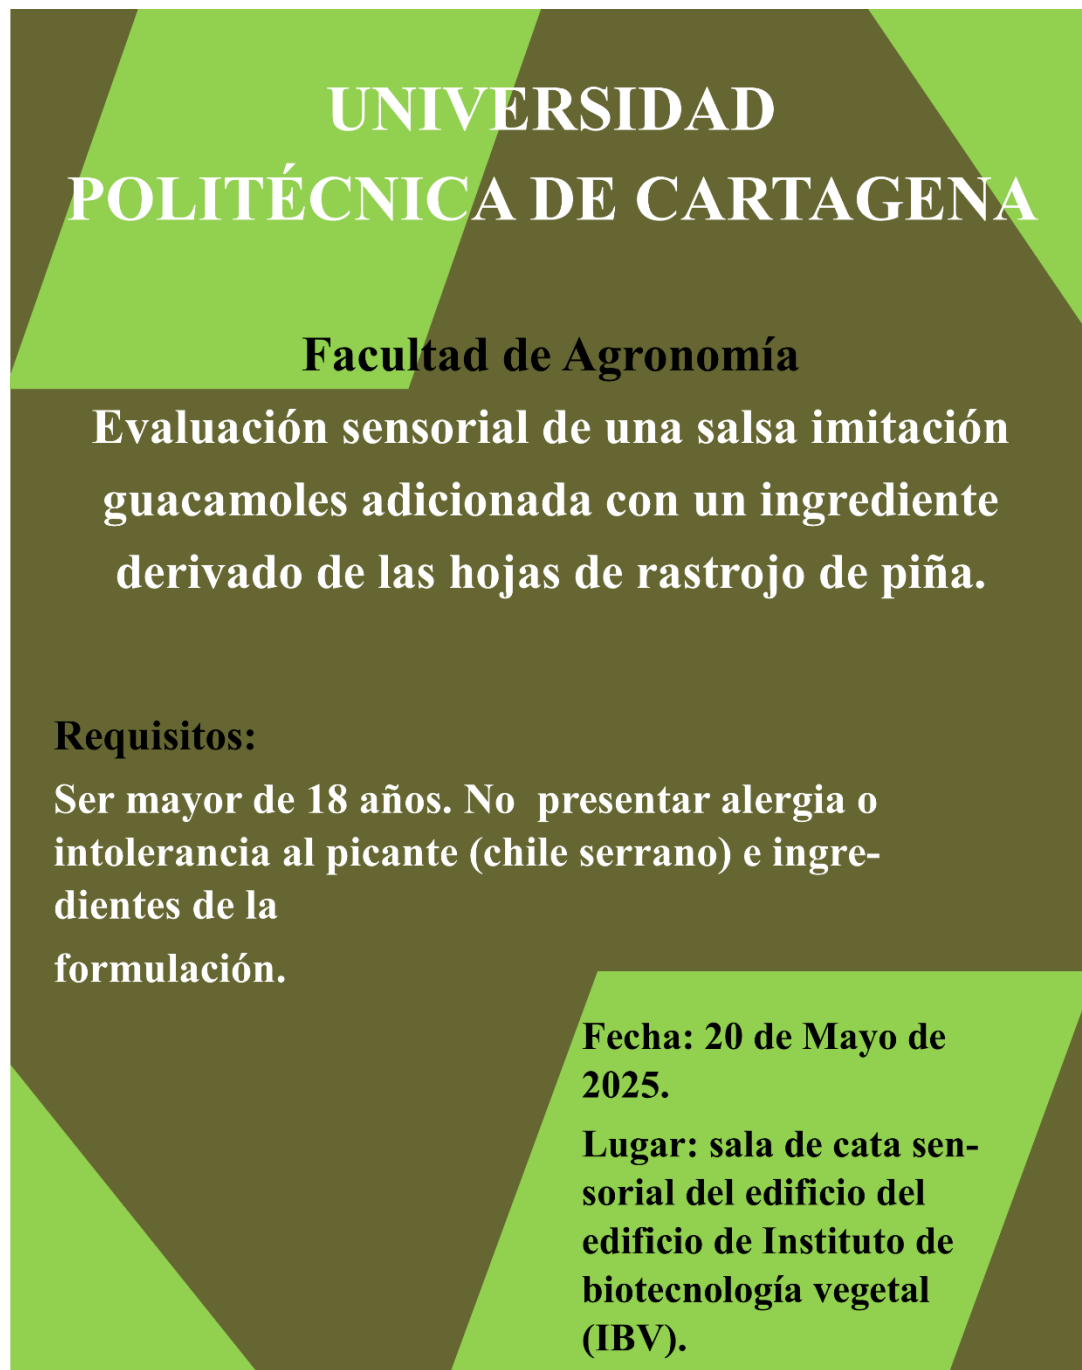 UNIVERSIDAD
POLITÉCNICA DE CARTAGENA
Facultad de Agronomía
Evaluación sensorial de una salsa imitación
guacamoles adicionada con un ingrediente
derivado de las hojas de rastrojo de piña.
Requisitos:
Ser mayor de 18 años. No  presentar alergia o
intolerancia al picante (chile serrano) e ingre-
dientes de la
formulación.
Fecha: 20 de Mayo de
2025.
Lugar: sala de cata sen-
sorial del edificio del
edificio de Instituto de
biotecnología vegetal
(IBV).